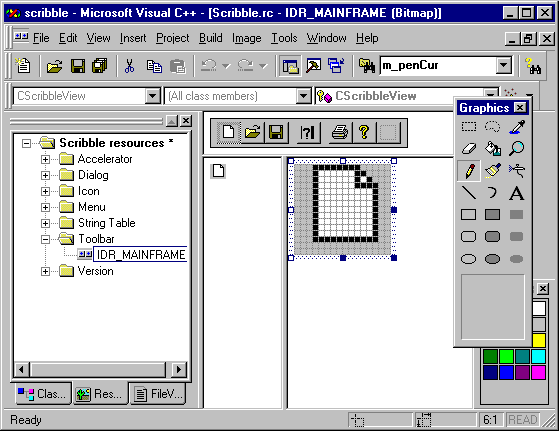 scribble - Microsoft Visual C++ - [Scribble.rc - IDR_MAINFRAME (Bitmap)]
File Edit View Insert Project Build Image Tools Window Help
m_penCur
CScribbleView (All class members) CScribbleView
Graphics
Scribble resources *
Accelerator
Dialog
Icon
Menu
String Table
Toolbar
IDR_MAINFRAME
Version
A
Clas... Res... FileV...
Ready 6:1 READ